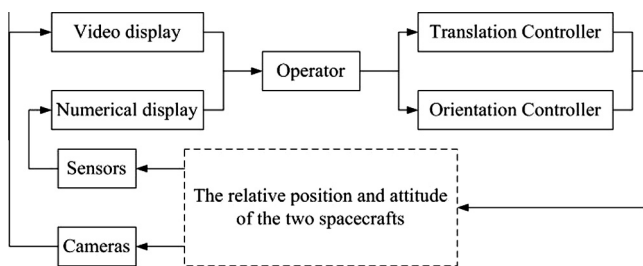 Video display
Translation Controller
Operator
Numerical display
Orientation Controller
Sensors
The relative position and attitude
of the two spacecrafts
Cameras